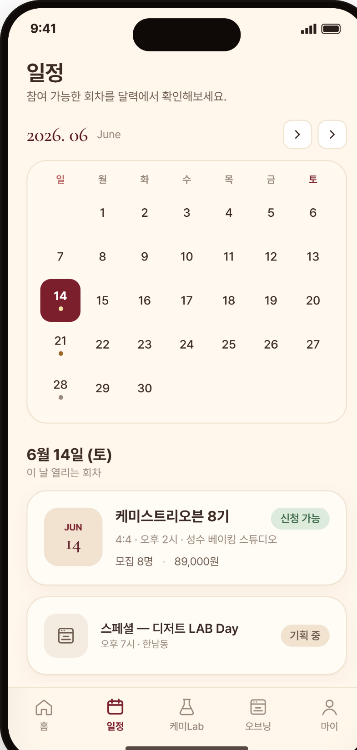 9:41
일정
참여 가능한 회차를 달력에서 확인해보세요.
2026. 06 June
일 월 화 수 목 금 토
1 2 3 4 5 6
7 8 9 10 11 12 13
14 15 16 17 18 19 20
21 22 23 24 25 26 27
28 29 30
6월 14일 (토)
이 날 열리는 회차
JUN
14
케미스트리오븐 8기
신청 가능
4:4 · 오후 2시 · 성수 베이킹 스튜디오
모집 8명 · 89,000원
스페셜 — 디저트 LAB Day
기획 중
오후 7시 · 한남동
홈 일정 케미Lab 오브닝 마이